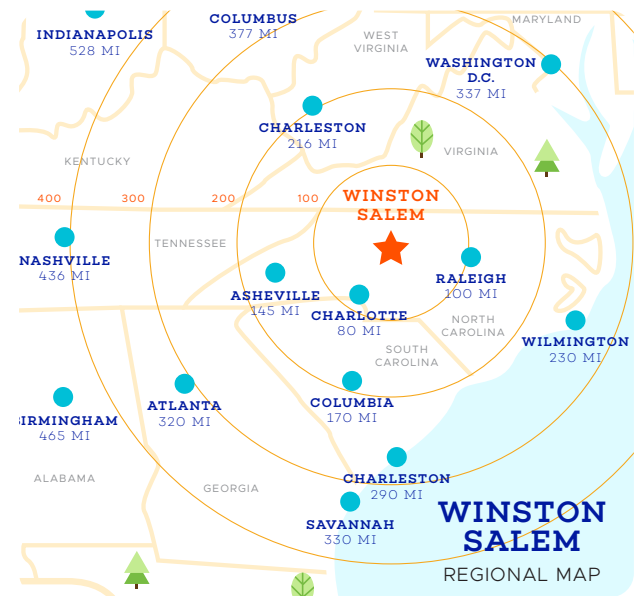 COLUMBUS
377 MI
MARYLAND
INDIANAPOLIS
528 MI
WEST
VIRGINIA
WASHINGTON
D.C.
337 MI
CHARLESTON
216 MI
VIRGINIA
KENTUCKY
400
300
200
100
WINSTON
SALEM
TENNESSEE
NASHVILLE
436 MI
RALEIGH
100 MI
ASHEVILLE
145 MI
CHARLOTTE
80 MI
NORTH
CAROLINA
WILMINGTON
230 MI
SOUTH
CAROLINA
ATLANTA
320 MI
COLUMBIA
170 MI
BIRMINGHAM
465 MI
ALABAMA
GEORGIA
CHARLESTON
290 MI
SAVANNAH
330 MI
WINSTON
SALEM
REGIONAL MAP